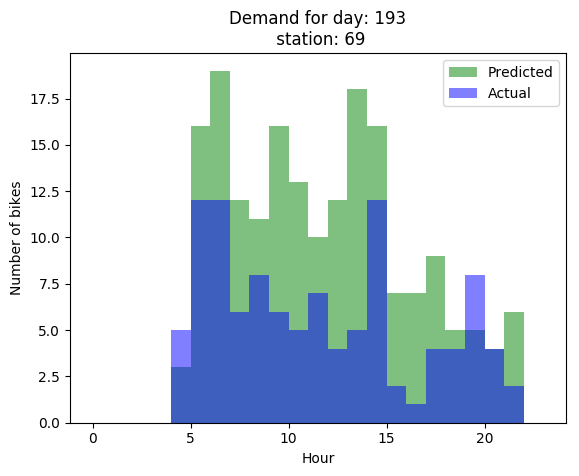 Demand for day: 193
station: 69
Predicted
Actual
Number of bikes
17.5
15.0
12.5
10.0
7.5
5.0
2.5
0.0
0 5 10 15 20
Hour